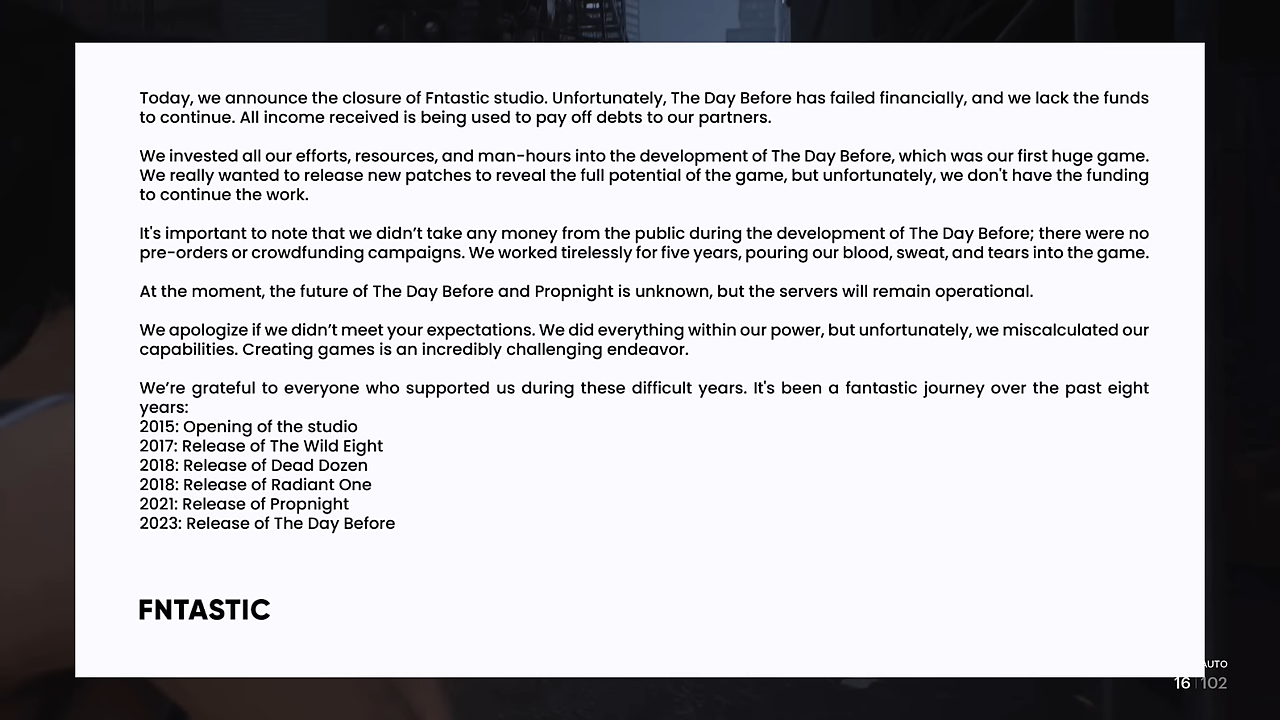 Today, we announce the closure of Fntastic studio. Unfortunately, The Day Before has failed financially, and we lack the funds
to continue. All income received is being used to pay off debts to our partners.
We invested all our efforts, resources, and man-hours into the development of The Day Before, which was our first huge game.
We really wanted to release new patches to reveal the full potential of the game, but unfortunately, we don't have the funding
to continue the work.
It's important to note that we didn’t take any money from the public during the development of The Day Before; there were no
pre-orders or crowdfunding campaigns. We worked tirelessly for five years, pouring our blood, sweat, and tears into the game.
At the moment, the future of The Day Before and Propnight is unknown, but the servers will remain operational.
We apologize if we didn’t meet your expectations. We did everything within our power, but unfortunately, we miscalculated our
capabilities. Creating games is an incredibly challenging endeavor.
We’re grateful to everyone who supported us during these difficult years. It's been a fantastic journey over the past eight
years:
2015: Opening of the studio
2017: Release of The Wild Eight
2018: Release of Dead Dozen
2018: Release of Radiant One
2021: Release of Propnight
2023: Release of The Day Before
FNTASTIC
AUTO
16 | 102